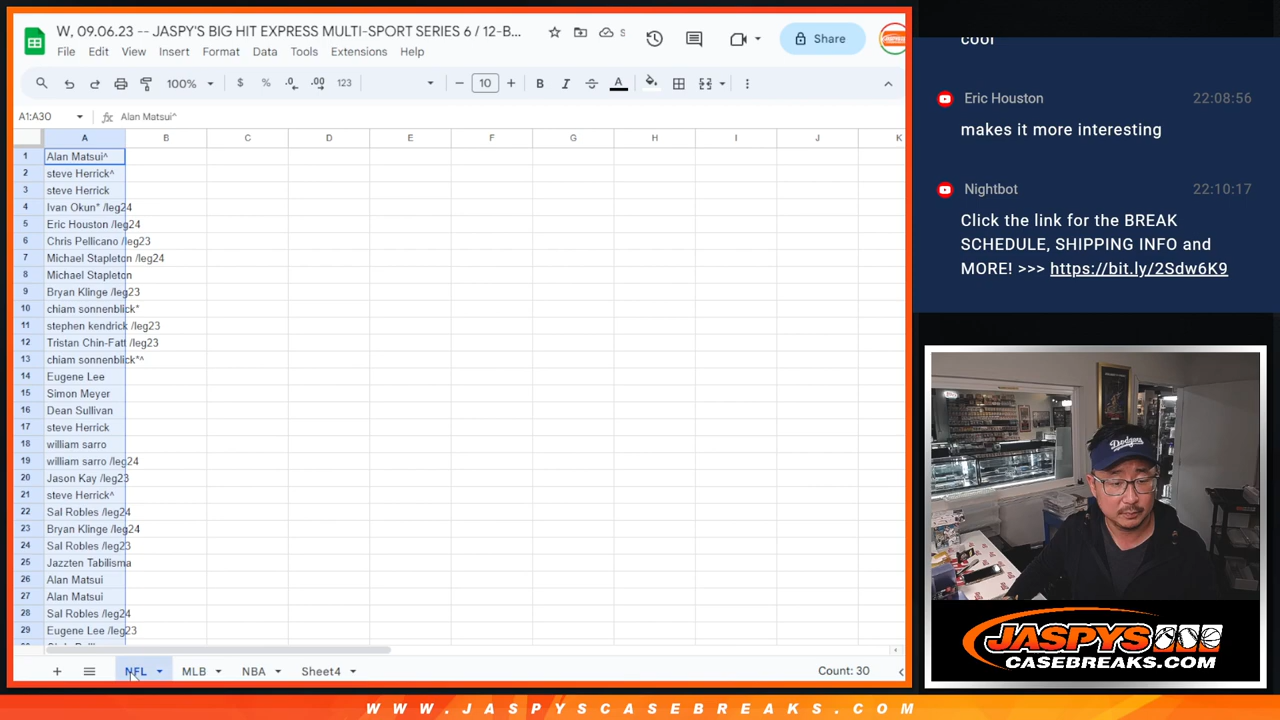 W, 09.06.23 -- JASPY'S BIG HIT EXPRESS MULTI-SPORT SERIES 6 / 12-B...
File Edit View Insert Format Data Tools Extensions Help
Share
100% $ % .0 .00 123 10 B I A
A1:A30 fx Alan Matsui^
A B C D E F G H I J K
1 Alan Matsui^
2 steve Herrick^
3 steve Herrick
4 Ivan Okun* /leg24
5 Eric Houston /leg24
6 Chris Pellicano /leg23
7 Michael Stapleton /leg24
8 Michael Stapleton
9 Bryan Klinge /leg23
10 chiam sonnenblick*
11 stephen kendrick /leg23
12 Tristan Chin-Fatt /leg23
13 chiam sonnenblick*^
14 Eugene Lee
15 Simon Meyer
16 Dean Sullivan
17 steve Herrick
18 william sarro
19 william sarro /leg24
20 Jason Kay /leg23
21 steve Herrick^
22 Sal Robles /leg24
23 Bryan Klinge /leg24
24 Sal Robles /leg23
25 Jazzten Tabilisma
26 Alan Matsui
27 Alan Matsui
28 Sal Robles /leg24
29 Eugene Lee /leg23
NFL MLB NBA Sheet4 Count: 30
cool
Eric Houston 22:08:56
makes it more interesting
Nightbot 22:10:17
Click the link for the BREAK
SCHEDULE, SHIPPING INFO and
MORE! >>> https://bit.ly/2Sdw6K9
Dodgers
JASPYS
CASEBREAKS.COM
WWW.JASPYSCASEBREAKS.COM